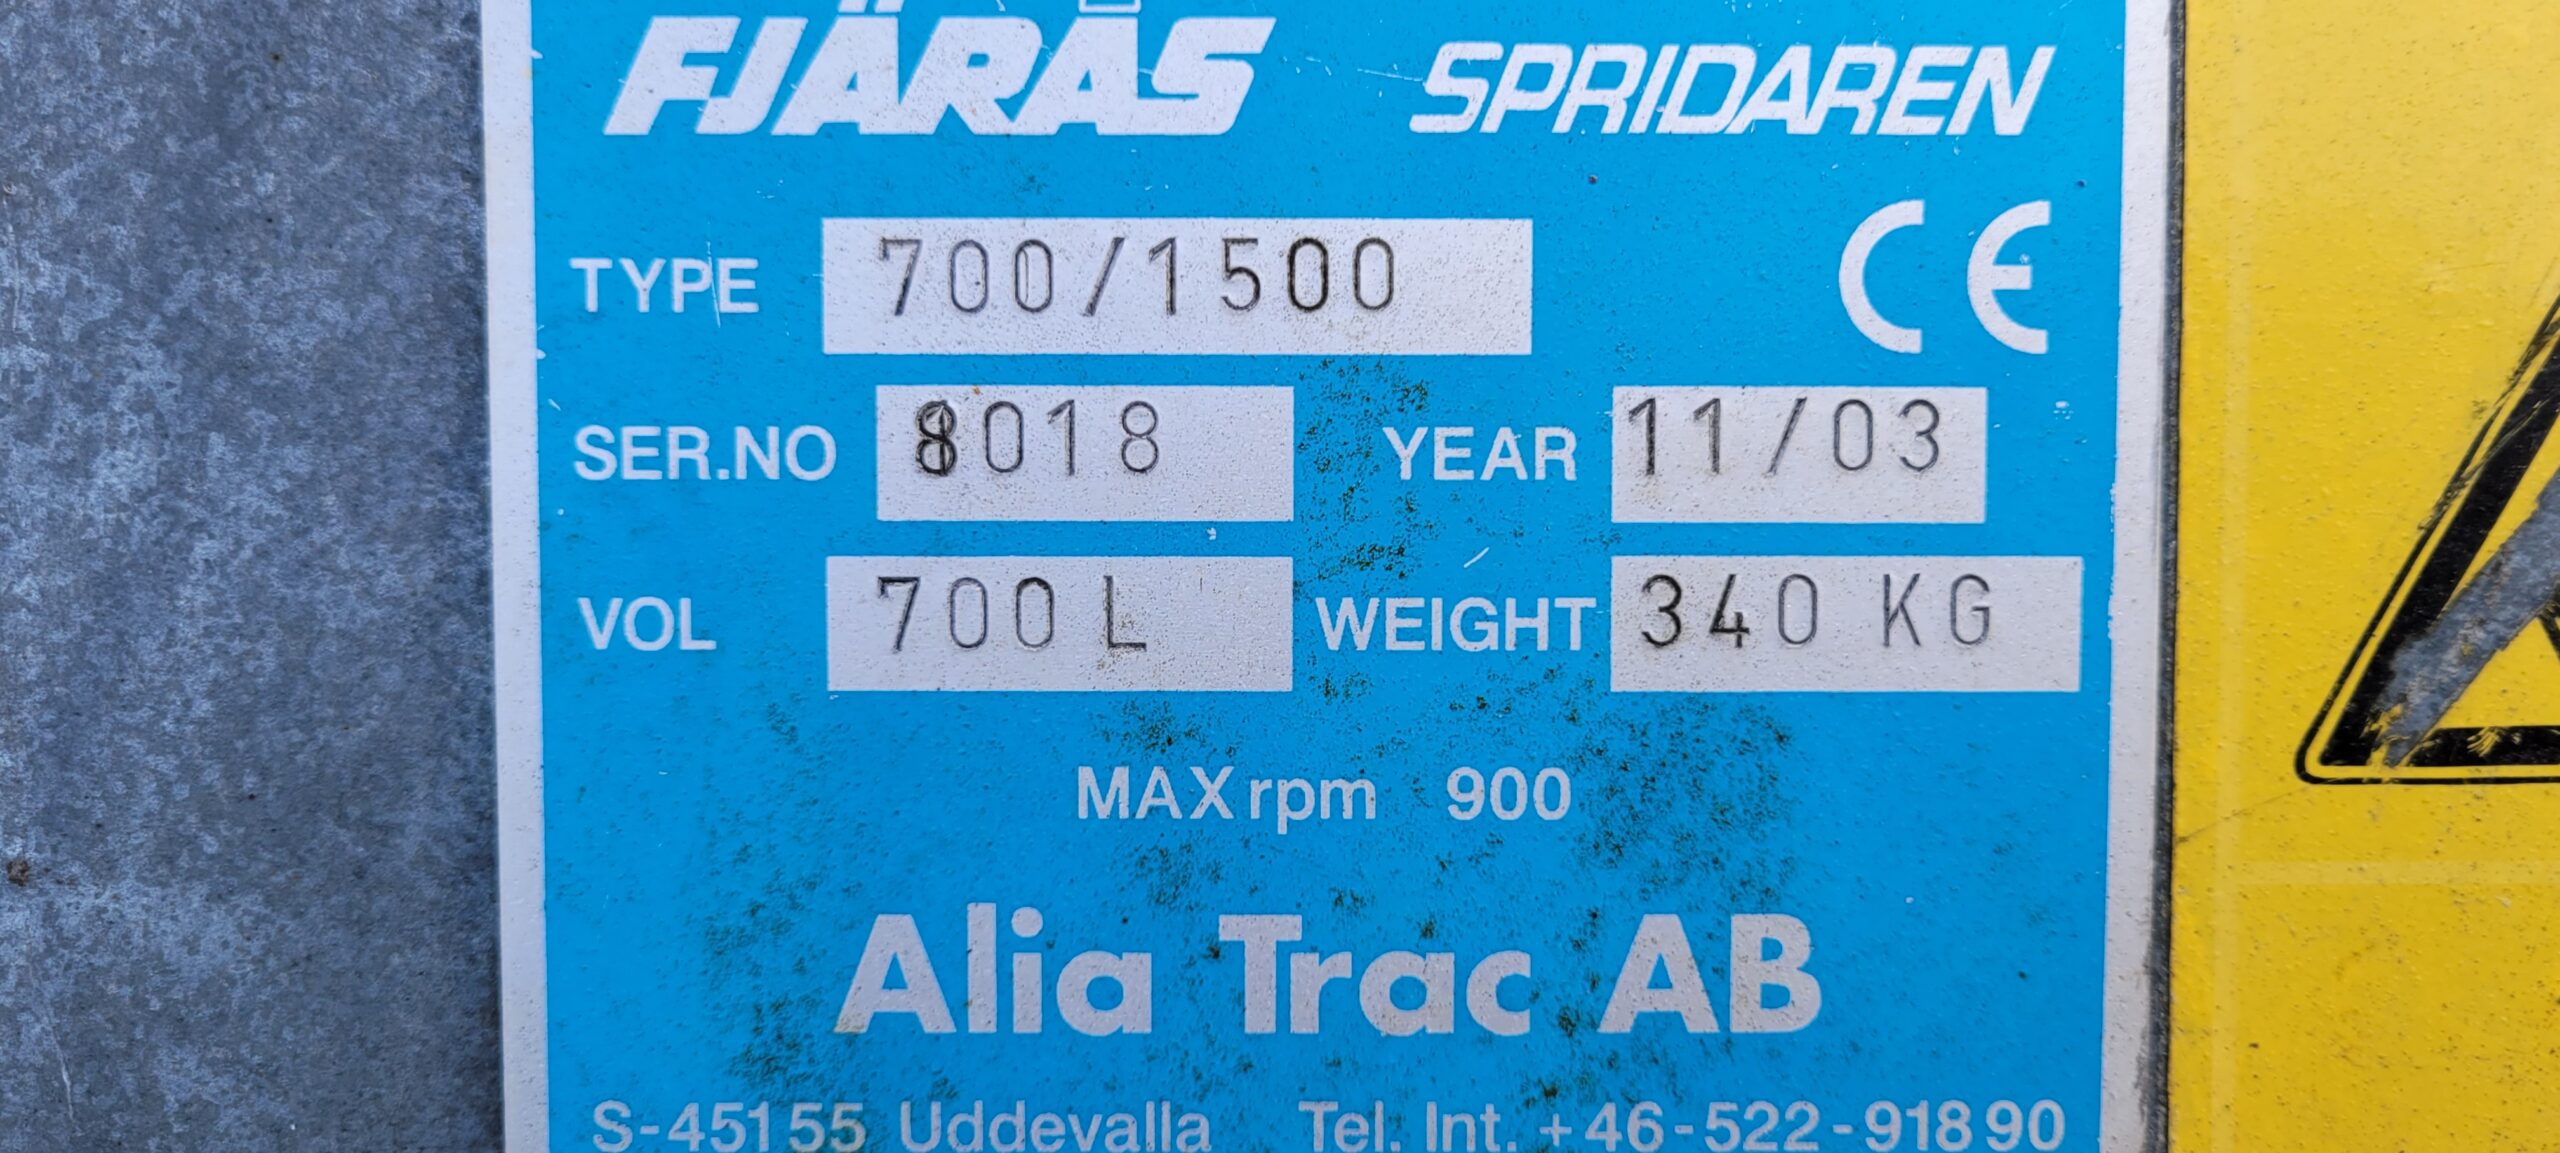 FJÄRÅS SPRIDAREN
TYPE 700/1500 CE
SER.NO 8018 YEAR 11/03
VOL 700 L WEIGHT 340 KG
MAX rpm 900
Alia Trac AB
S-451 55 Uddevalla Tel. Int. +46-522-918 90